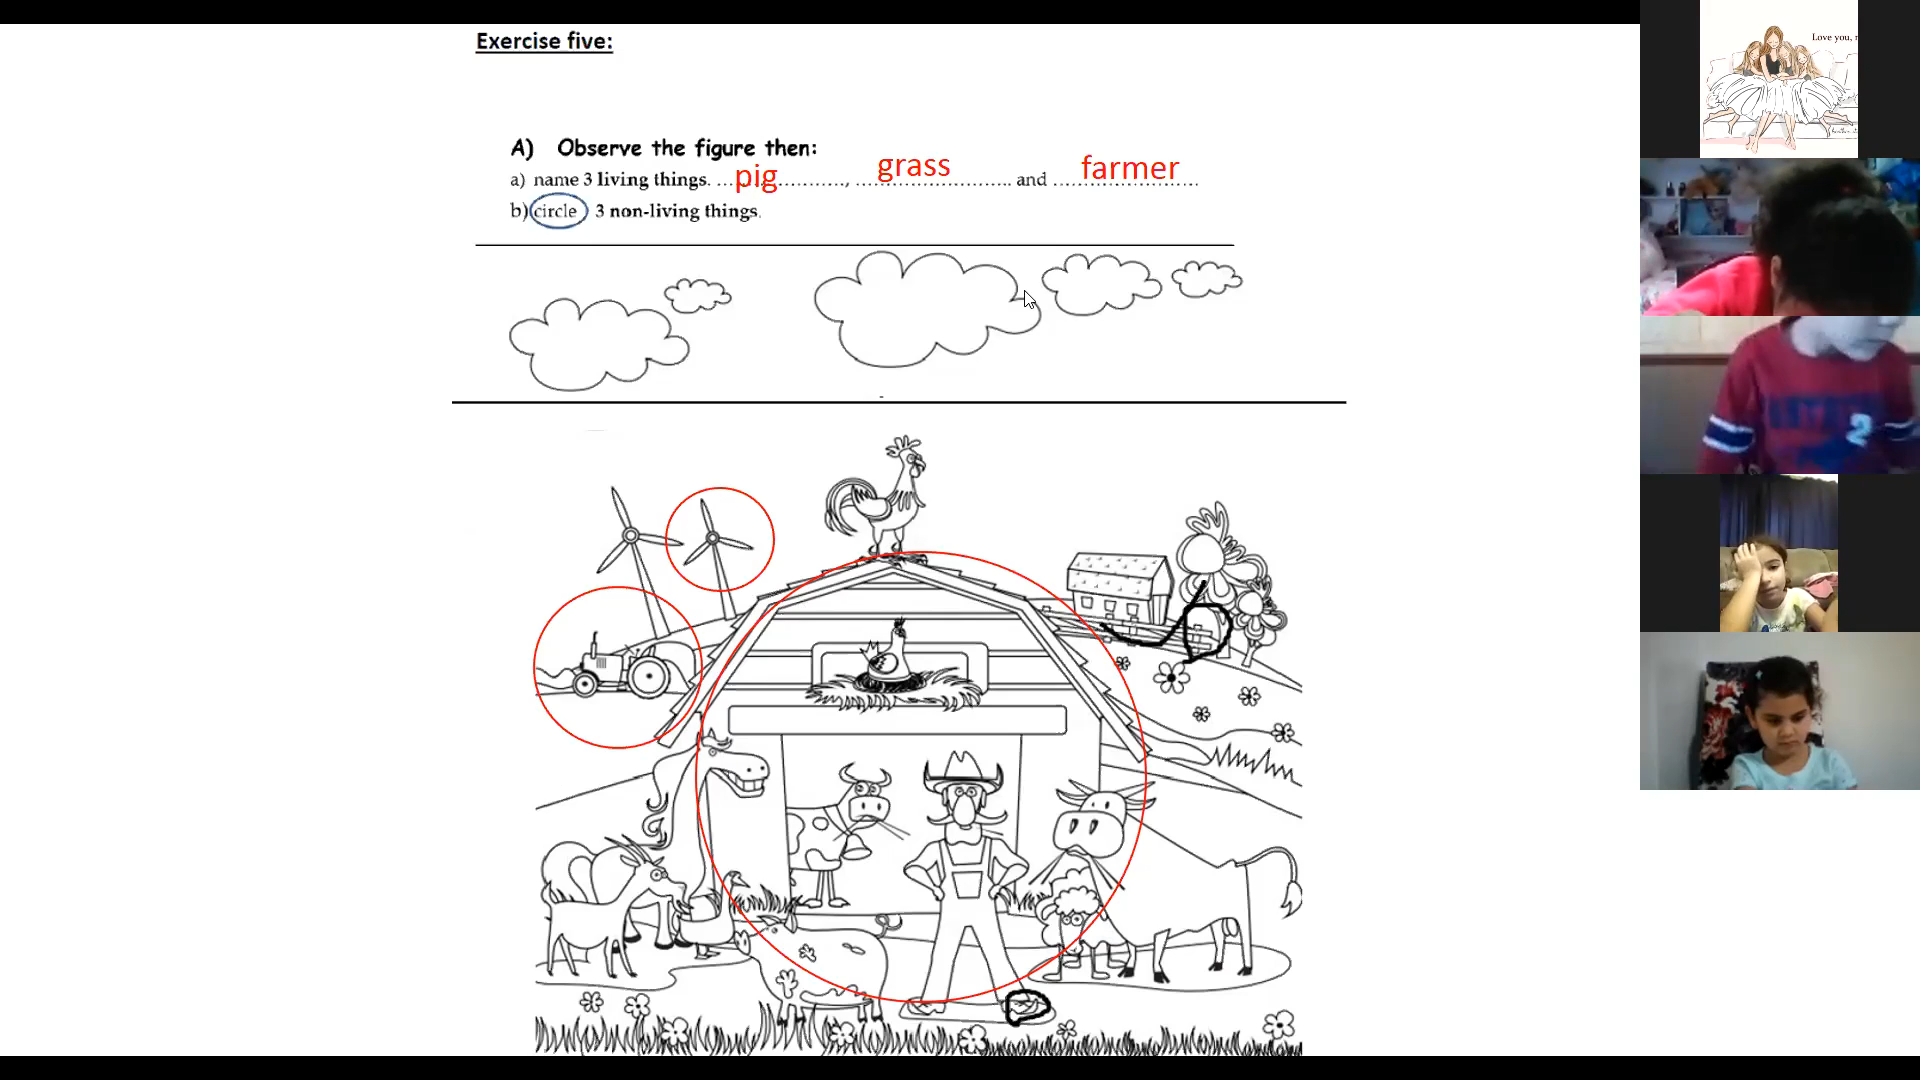 Exercise five:
A) Observe the figure then:
a) name 3 living things. ... pig ..............., ... grass ..................... and ... farmer .....................
b) circle 3 non-living things.
Love you,
2